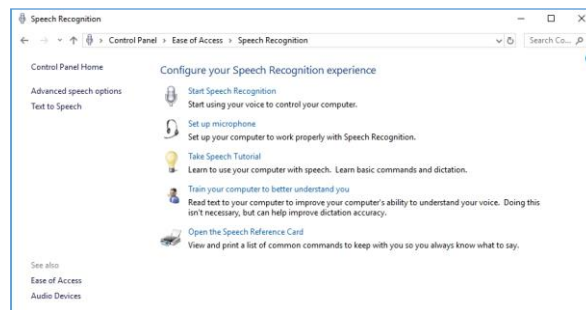 Speech Recognition
Control Panel > Ease of Access > Speech Recognition
Search Co...
Control Panel Home
Advanced speech options
Text to Speech
Configure your Speech Recognition experience
Start Speech Recognition
Start using your voice to control your computer.
Set up microphone
Set up your computer to work properly with Speech Recognition.
Take Speech Tutorial
Learn to use your computer with speech. Learn basic commands and dictation.
Train your computer to better understand you
Read text to your computer to improve your computer's ability to understand your voice. Doing this
isn't necessary, but can help improve dictation accuracy.
Open the Speech Reference Card
View and print a list of common commands to keep with you so you always know what to say.
See also
Ease of Access
Audio Devices